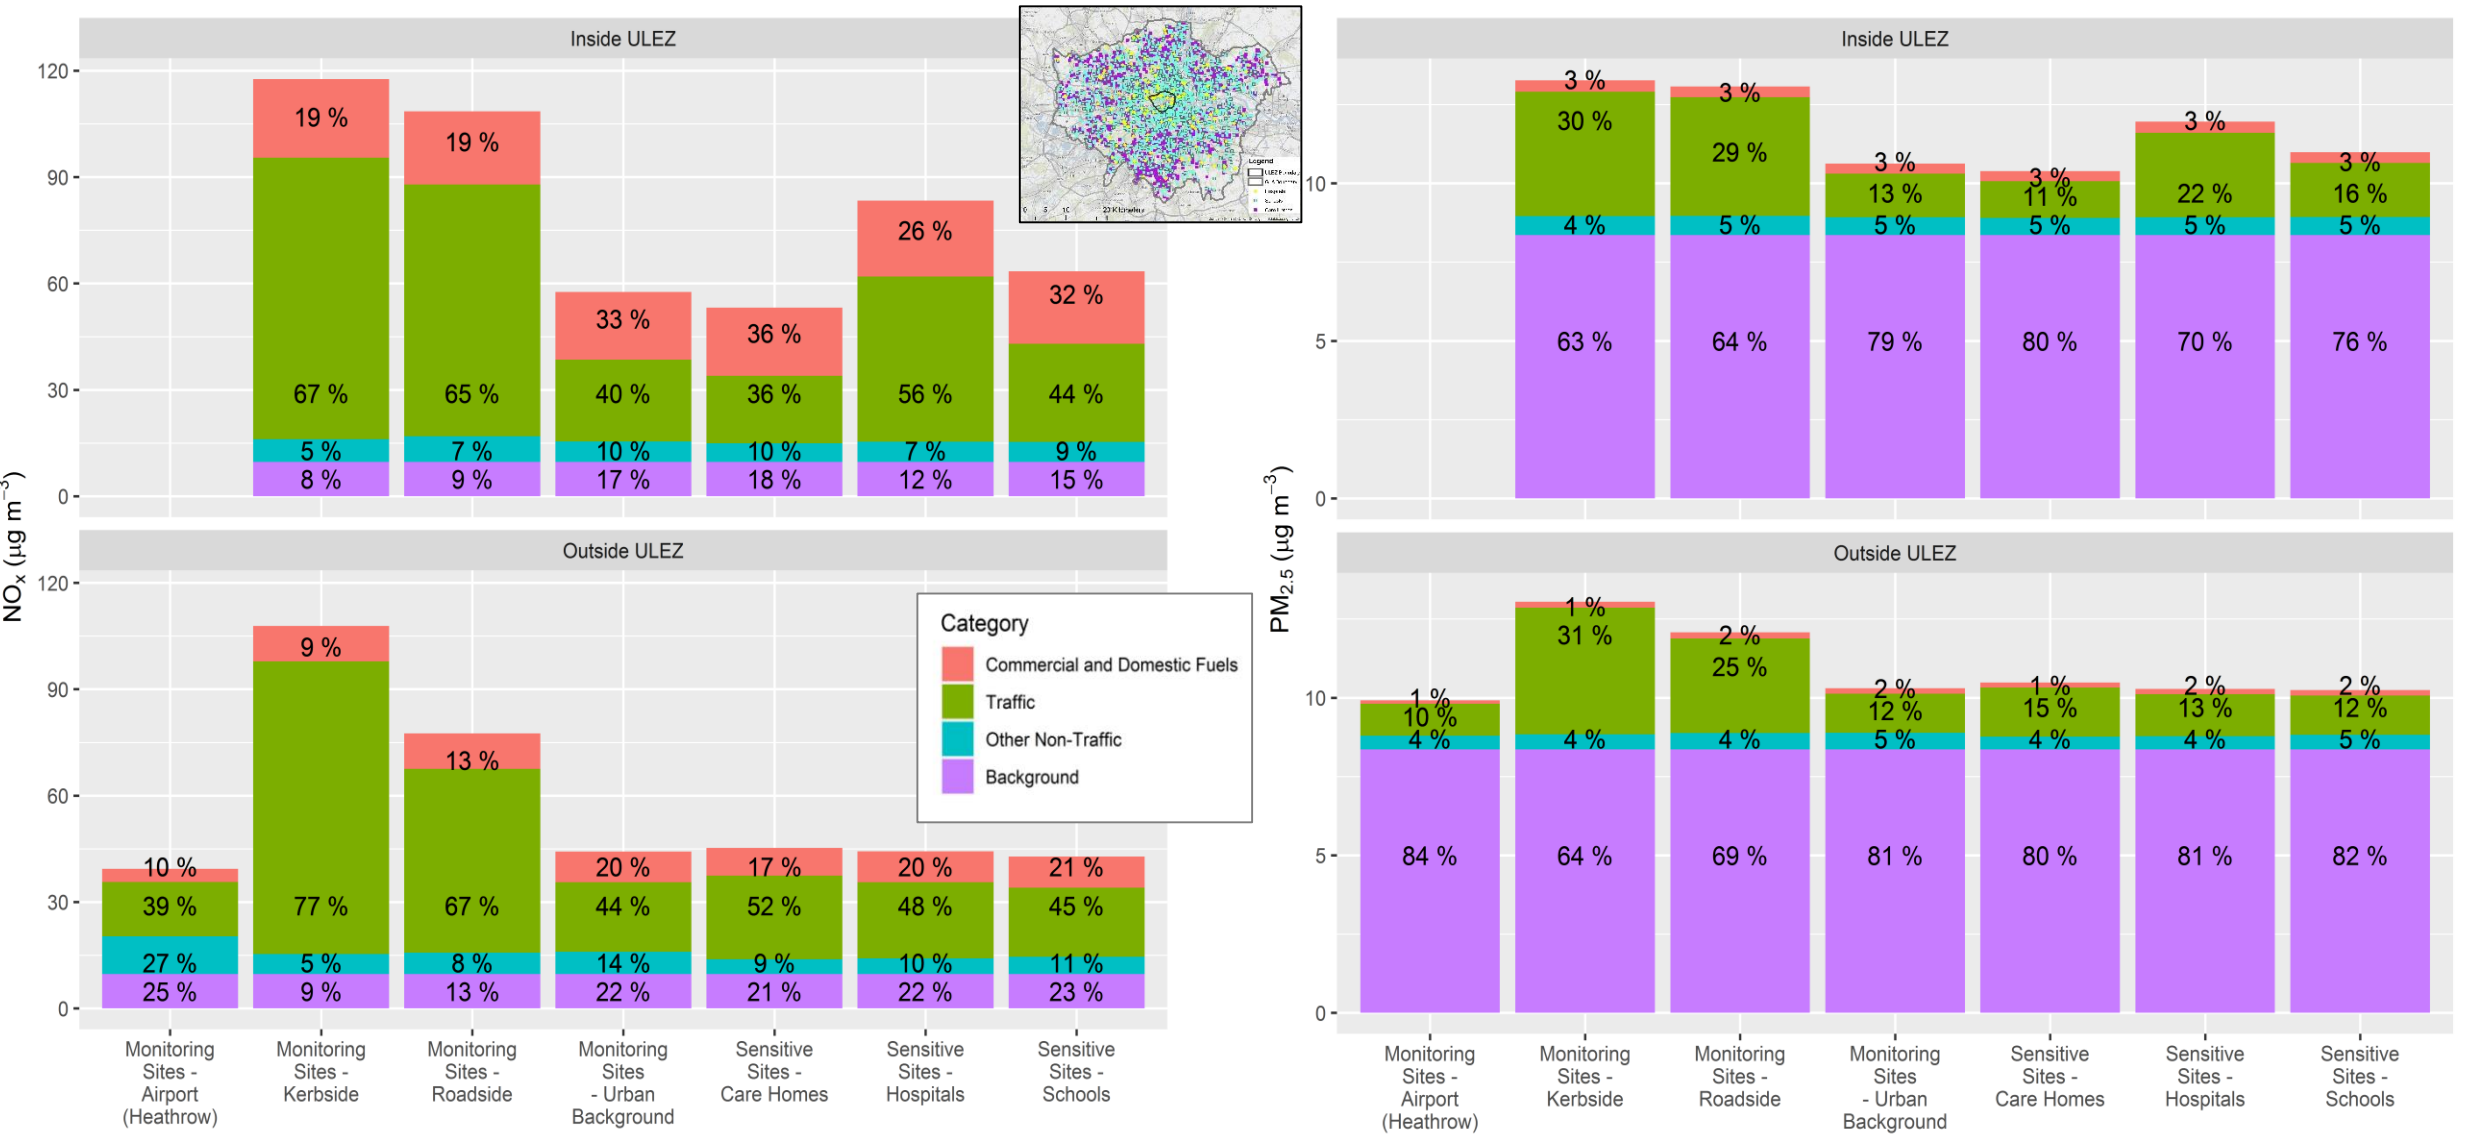 Inside ULEZ
120
90
60
30
0
19 %
67 %
5 %
8 %
19 %
65 %
7 %
9 %
33 %
40 %
10 %
17 %
36 %
36 %
10 %
18 %
26 %
56 %
7 %
12 %
32 %
44 %
9 %
15 %
NOx (μg m−3)
Outside ULEZ
120
90
60
30
0
10 %
39 %
27 %
25 %
9 %
77 %
5 %
9 %
13 %
67 %
8 %
13 %
20 %
44 %
14 %
22 %
17 %
52 %
9 %
21 %
20 %
48 %
10 %
22 %
21 %
45 %
11 %
23 %
Monitoring
Sites -
Airport
(Heathrow)
Monitoring
Sites -
Kerbside
Monitoring
Sites -
Roadside
Monitoring
Sites
- Urban
Background
Sensitive
Sites -
Care Homes
Sensitive
Sites -
Hospitals
Sensitive
Sites -
Schools
Legend
Category
Commercial and Domestic Fuels
Traffic
Other Non-Traffic
Background
Inside ULEZ
10
5
0
3 %
30 %
4 %
63 %
3 %
29 %
5 %
64 %
3 %
13 %
5 %
79 %
3 %
11 %
5 %
80 %
3 %
22 %
5 %
70 %
3 %
16 %
5 %
76 %
PM2.5 (μg m−3)
Outside ULEZ
10
5
0
1 %
10 %
4 %
84 %
1 %
31 %
4 %
64 %
2 %
25 %
4 %
69 %
2 %
12 %
5 %
81 %
1 %
15 %
4 %
80 %
2 %
13 %
4 %
81 %
2 %
12 %
5 %
82 %
Monitoring
Sites -
Airport
(Heathrow)
Monitoring
Sites -
Kerbside
Monitoring
Sites -
Roadside
Monitoring
Sites
- Urban
Background
Sensitive
Sites -
Care Homes
Sensitive
Sites -
Hospitals
Sensitive
Sites -
Schools